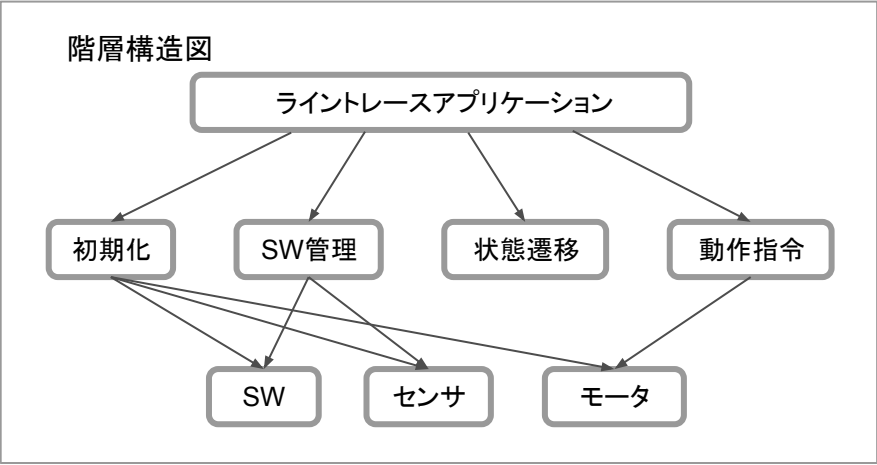 階層構造図
ライントレースアプリケーション
初期化
SW管理
状態遷移
動作指令
SW
センサ
モータ